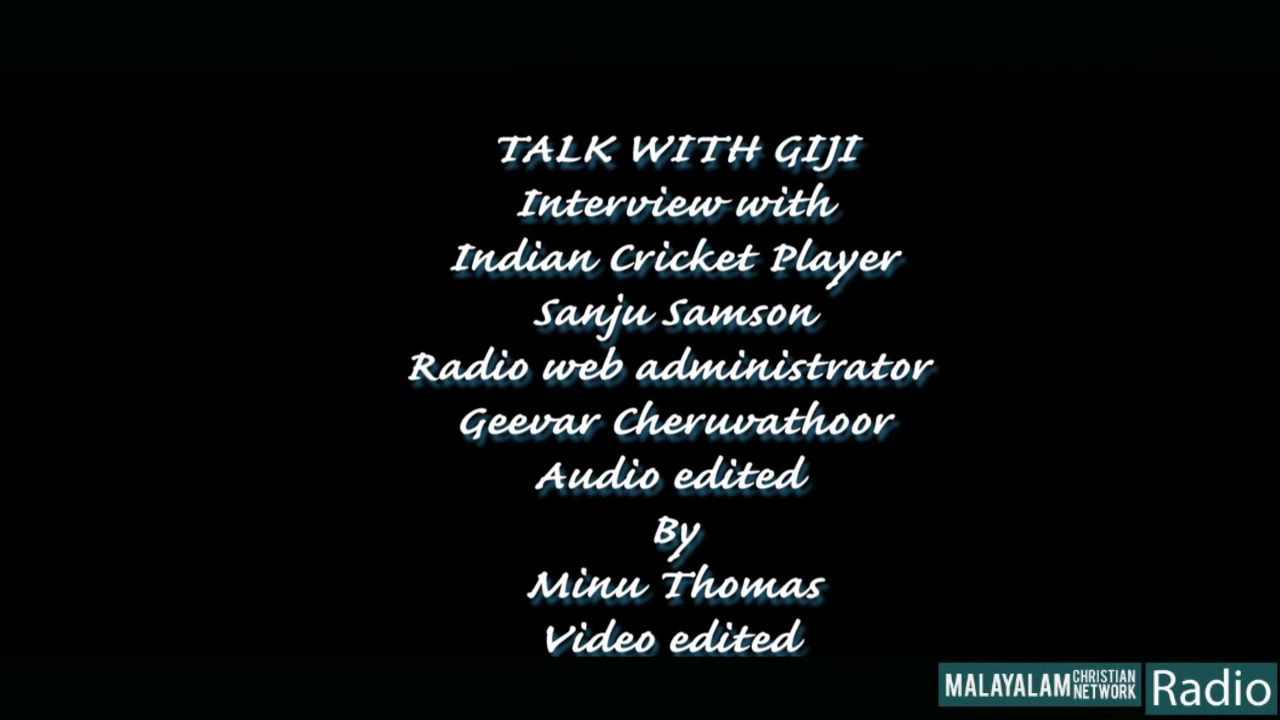 TALK WITH GIJI
Interview with
Indian Cricket Player
Sanju Samson
Radio web administrator
Geevar Cheruvathoor
Audio edited
By
Minu Thomas
Video edited
MALAYALAM CHRISTIAN NETWORK Radio